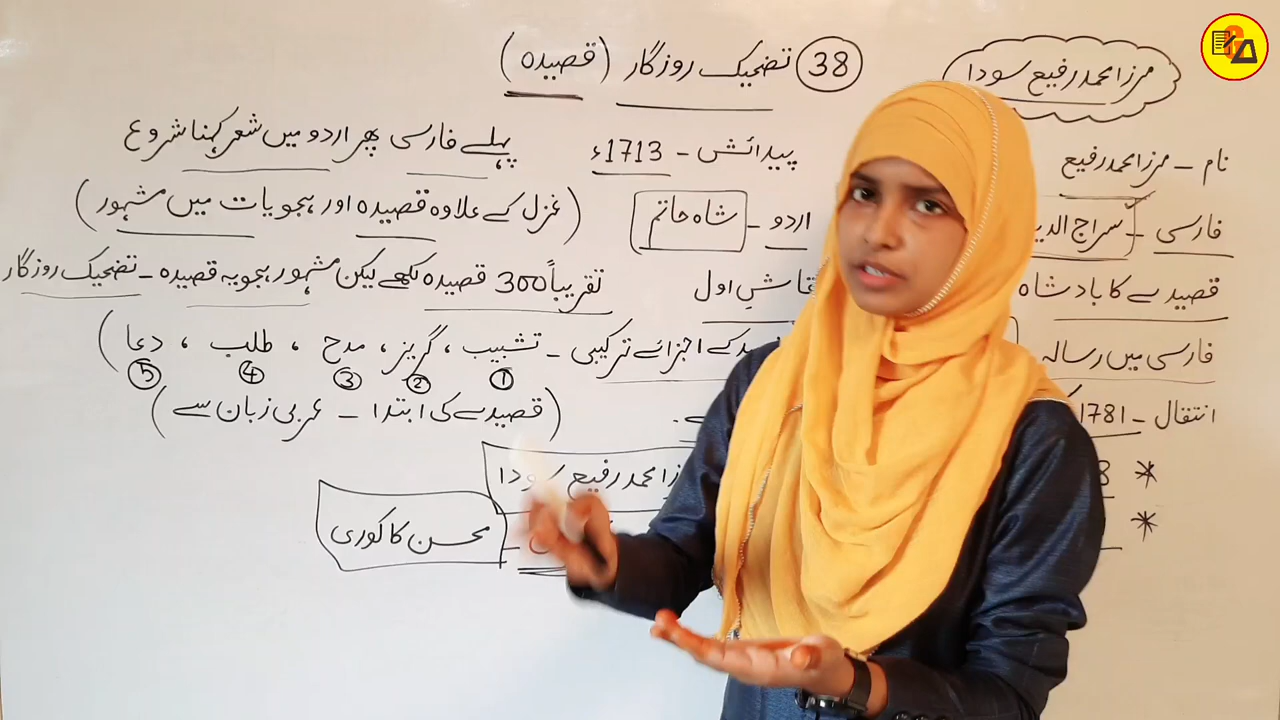 مرزا محمد رفیع سودا
38 تضحیک روزگار (قصیدہ)
نام - مرزا محمد رفیع
پیدائش - 1713ء
پہلے فارسی پھر اردو میں شعر کہنا شروع
فارسی - سراج الدین
اردو - شاہ حاتم
(غزل کے علاوہ قصیدہ اور ہجویات میں مشہور)
قصیدے کا بادشاہ
نقاشِ اول
تقریباً 300 قصیدہ لکھے لیکن مشہور ہجویہ قصیدہ - تضحیک روزگار
فارسی میں رسالہ
کے اجزائے ترکیبی - تشبیب، گریز، مدح، طلب، دعا)
1 2 3 4 5
انتقال - 1781
(قصیدے کی ابتدا - عربی زبان سے)
* 8
مرزا محمد رفیع سودا
*
محسن کاکوری